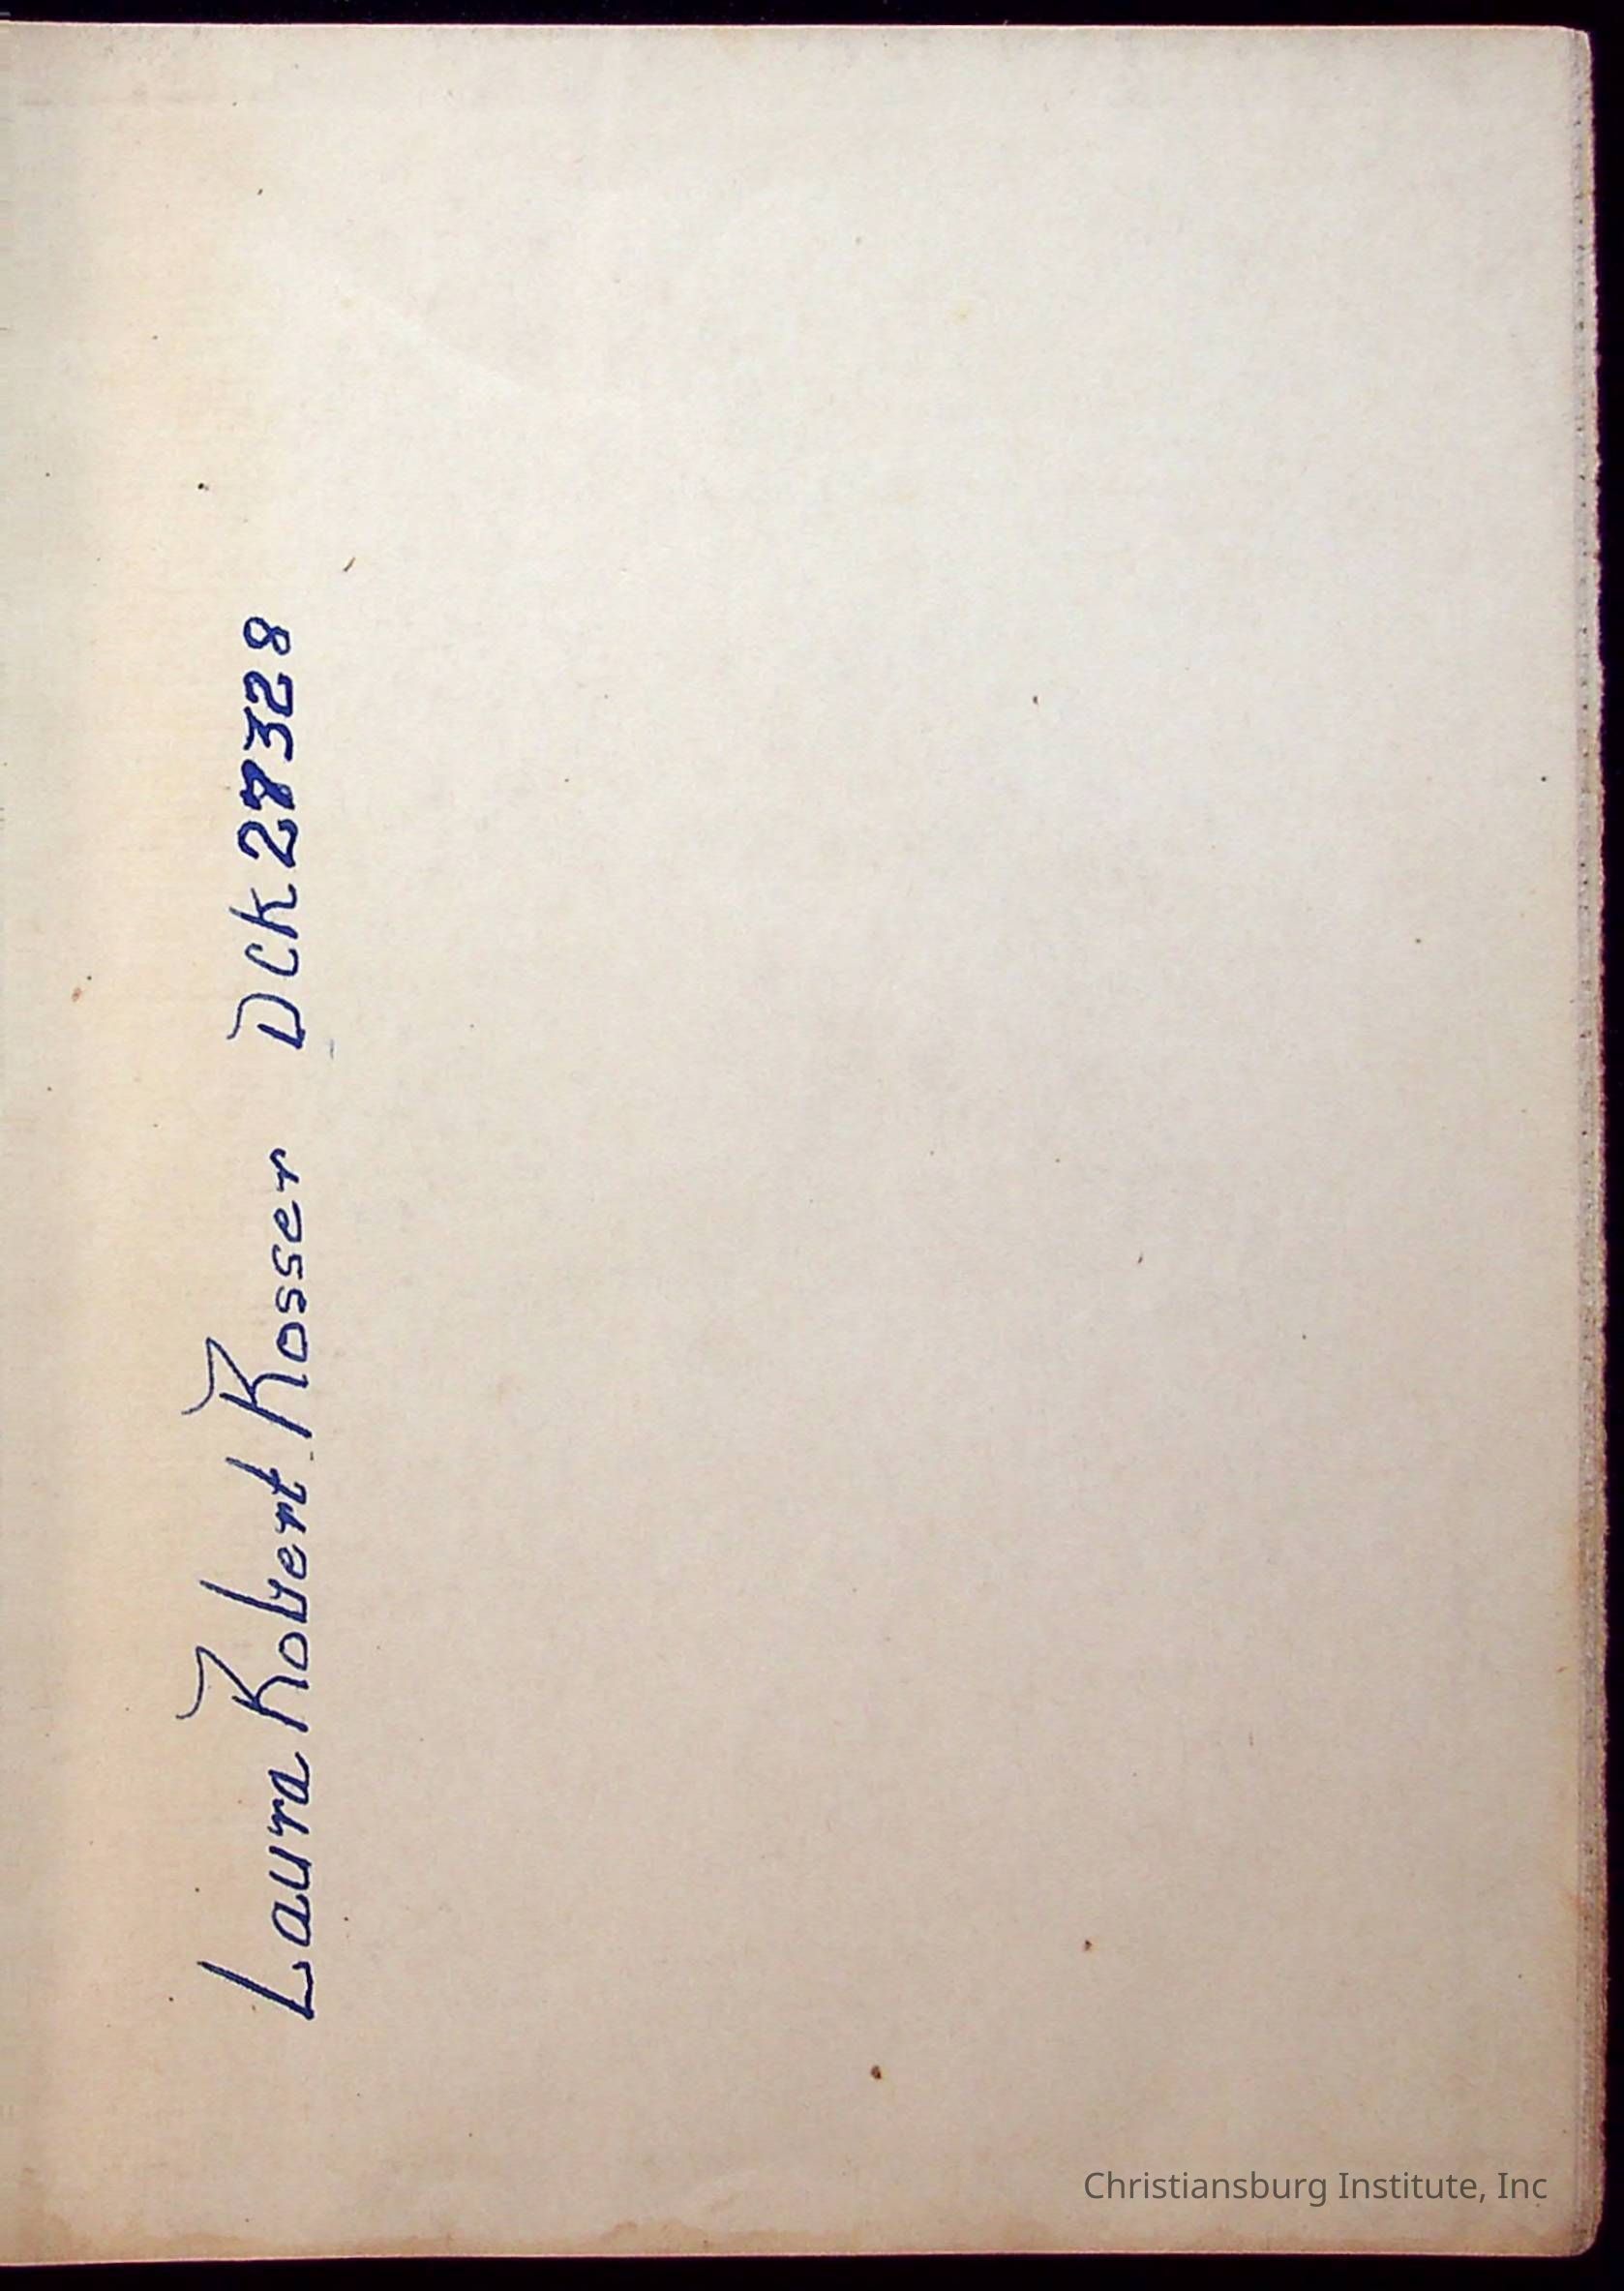 Laura Robert Rosser DCK 27328
Christiansburg Institute, Inc